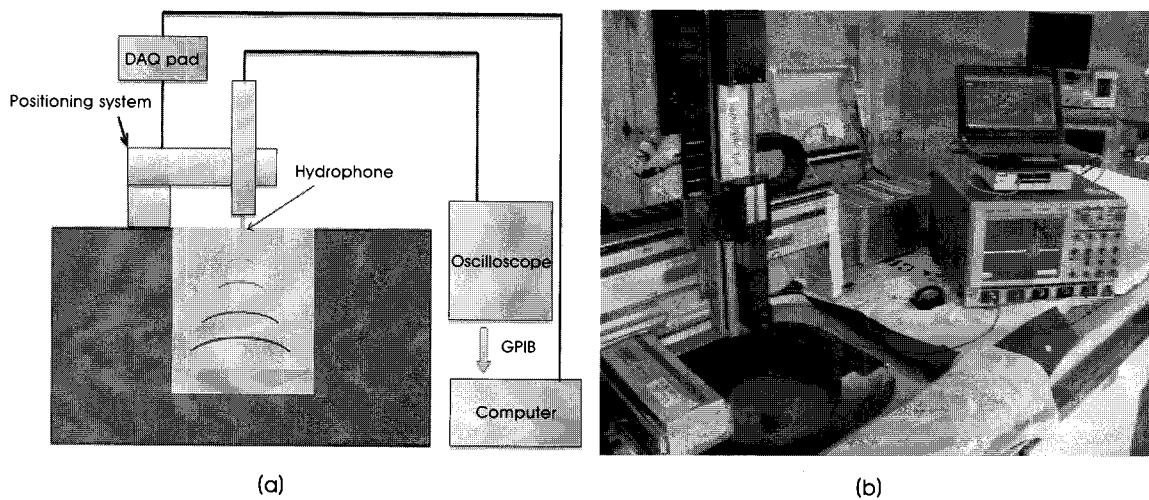 DAQ pad
Positioning system
Hydrophone
Oscilloscope
GPIB
Computer
(a)
(b)